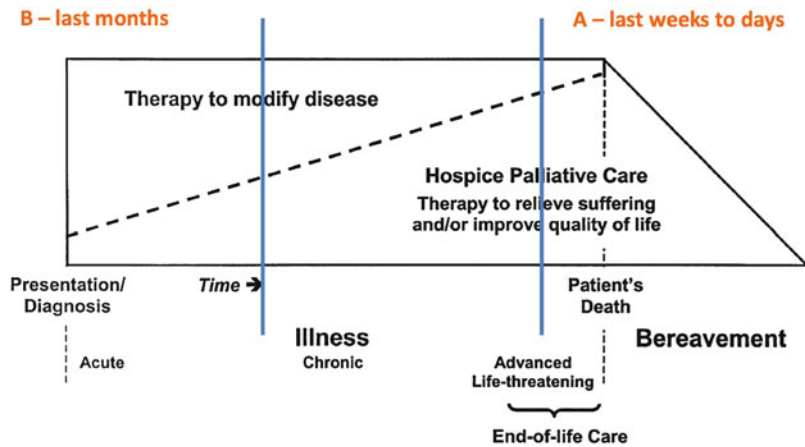 B – last months
A – last weeks to days
Therapy to modify disease
Hospice Palliative Care
Therapy to relieve suffering
and/or improve quality of life
Presentation/
Diagnosis
Time →
Patient's
Death
Illness
Bereavement
Acute
Chronic
Advanced
Life-threatening
End-of-life Care